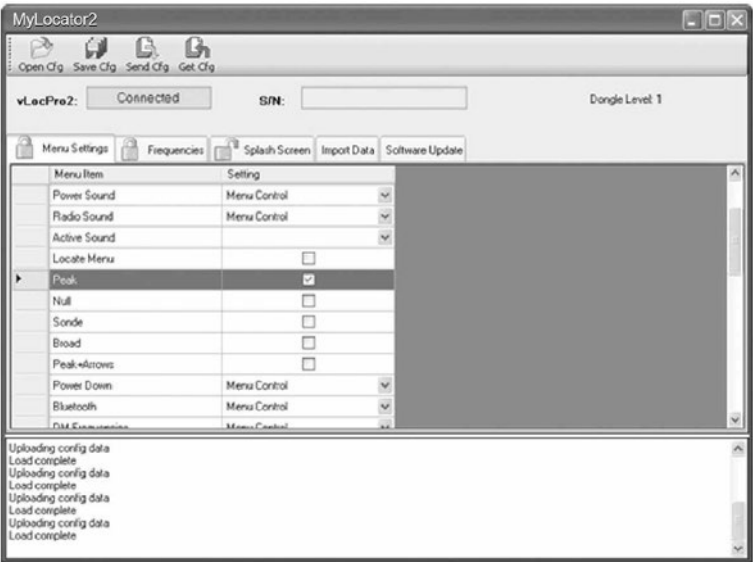 MyLocator2
Open Cfg Save Cfg Send Cfg Get Cfg
vLocPro2: Connected S/N: Dongle Level: 1
Menu Settings Frequencies Splash Screen Import Data Software Update
Menu Item Setting
Power Sound Menu Control
Radio Sound Menu Control
Active Sound
Locate Menu
Peak
Null
Sonde
Broad
Peak+Arrows
Power Down Menu Control
Bluetooth Menu Control
Menu Control
Uploading config data
Load complete
Uploading config data
Load complete
Uploading config data
Load complete
Uploading config data
Load complete